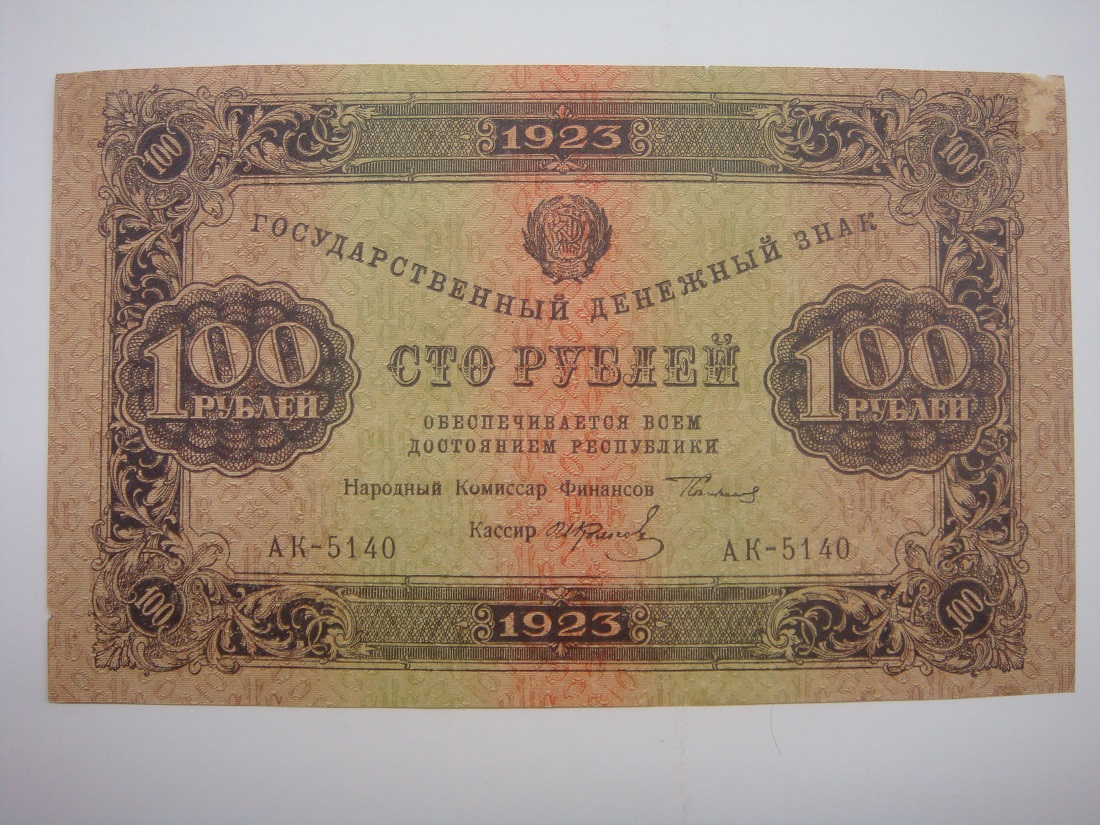 1923
100 100
ГОСУДАРСТВЕННЫЙ ДЕНЕЖНЫЙ ЗНАК
100 РУБЛЕЙ
СТО РУБЛЕЙ
100 РУБЛЕЙ
ОБЕСПЕЧИВАЕТСЯ ВСЕМ
ДОСТОЯНИЕМ РЕСПУБЛИКИ
Народный Комиссар Финансов
Кассир
АК-5140 АК-5140
100 100
1923